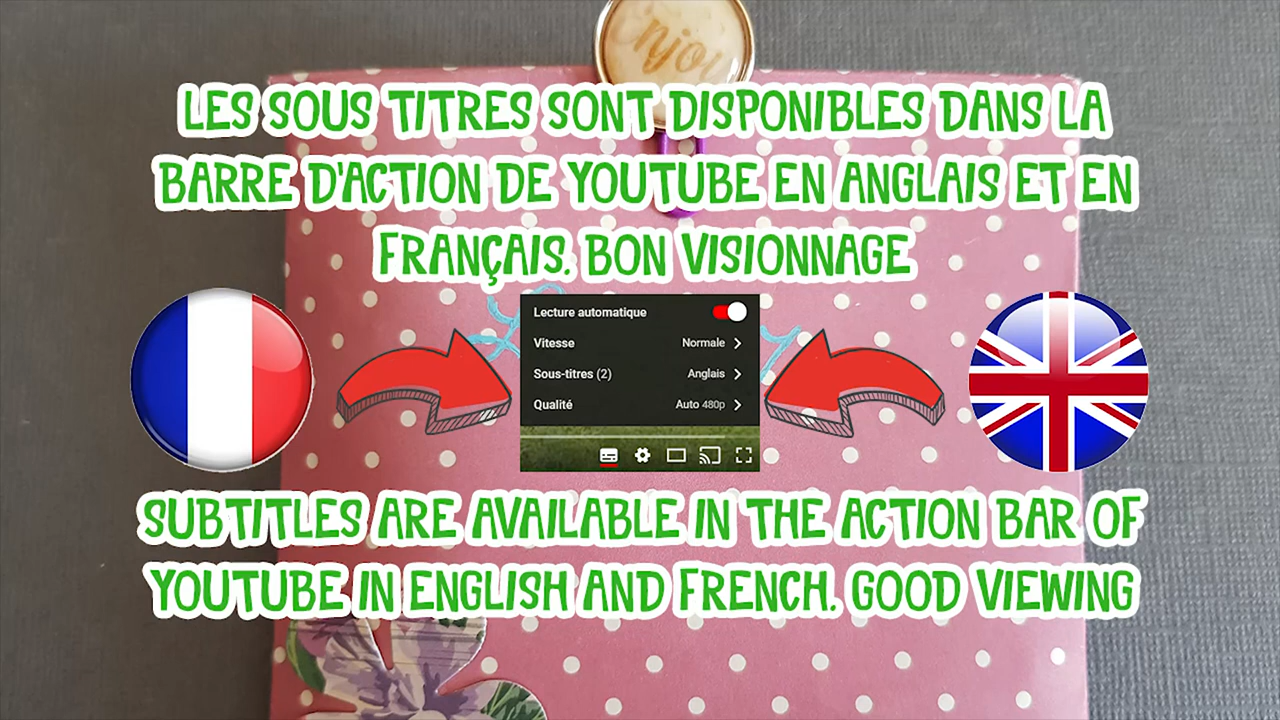 Enjoy
LES SOUS TITRES SONT DISPONIBLES DANS LA
BARRE D'ACTION DE YOUTUBE EN ANGLAIS ET EN
FRANÇAIS. BON VISIONNAGE
Lecture automatique
Vitesse Normale
Sous-titres (2) Anglais
Qualité Auto 480p
SUBTITLES ARE AVAILABLE IN THE ACTION BAR OF
YOUTUBE IN ENGLISH AND FRENCH. GOOD VIEWING